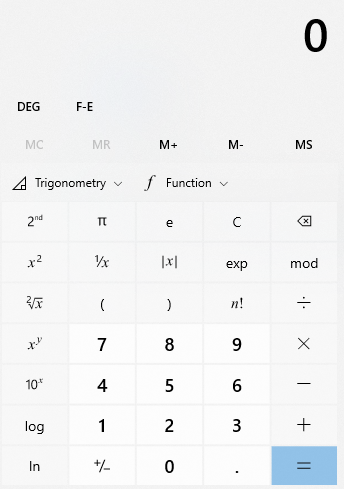 0
DEG F-E
MC MR M+ M- MS
Trigonometry f Function
2ⁿᵈ π e C
x² ¹/x |x| exp mod
²√x ( ) n! ÷
xʸ 7 8 9 ×
10ˣ 4 5 6 −
log 1 2 3 +
ln +/− 0 . =